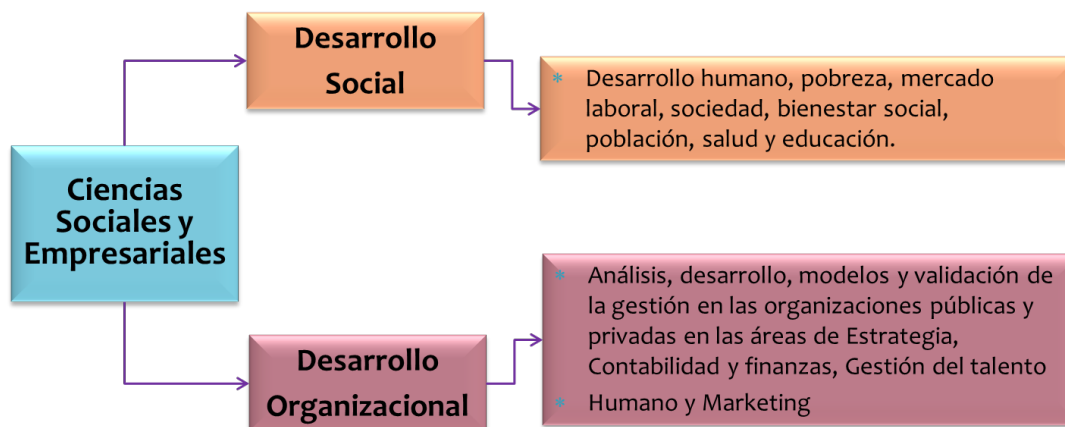 Desarrollo
Social
* Desarrollo humano, pobreza, mercado
laboral, sociedad, bienestar social,
población, salud y educación.
Ciencias
Sociales y
Empresariales
Desarrollo
Organizacional
* Análisis, desarrollo, modelos y validación de
la gestión en las organizaciones públicas y
privadas en las áreas de Estrategia,
Contabilidad y finanzas, Gestión del talento
* Humano y Marketing